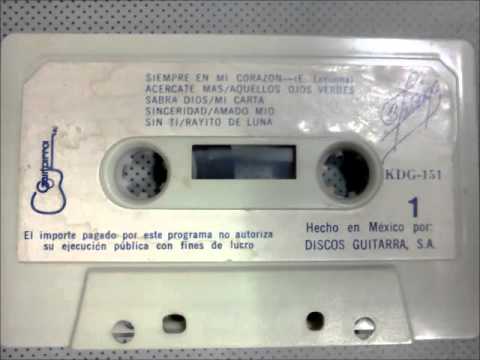 SIEMPRE EN MI CORAZON—(E. Lecuona)
ACERCATE MAS/AQUELLOS OJOS VERDES
SABRA DIOS/MI CARTA
SINCERIDAD/AMADO MIO
SIN TI/RAYITO DE LUNA
Guitarra
KDG-151
1
El importe pagado por este programa no autoriza
su ejecución pública con fines de lucro
Hecho en México por:
DISCOS GUITARRA, S.A.